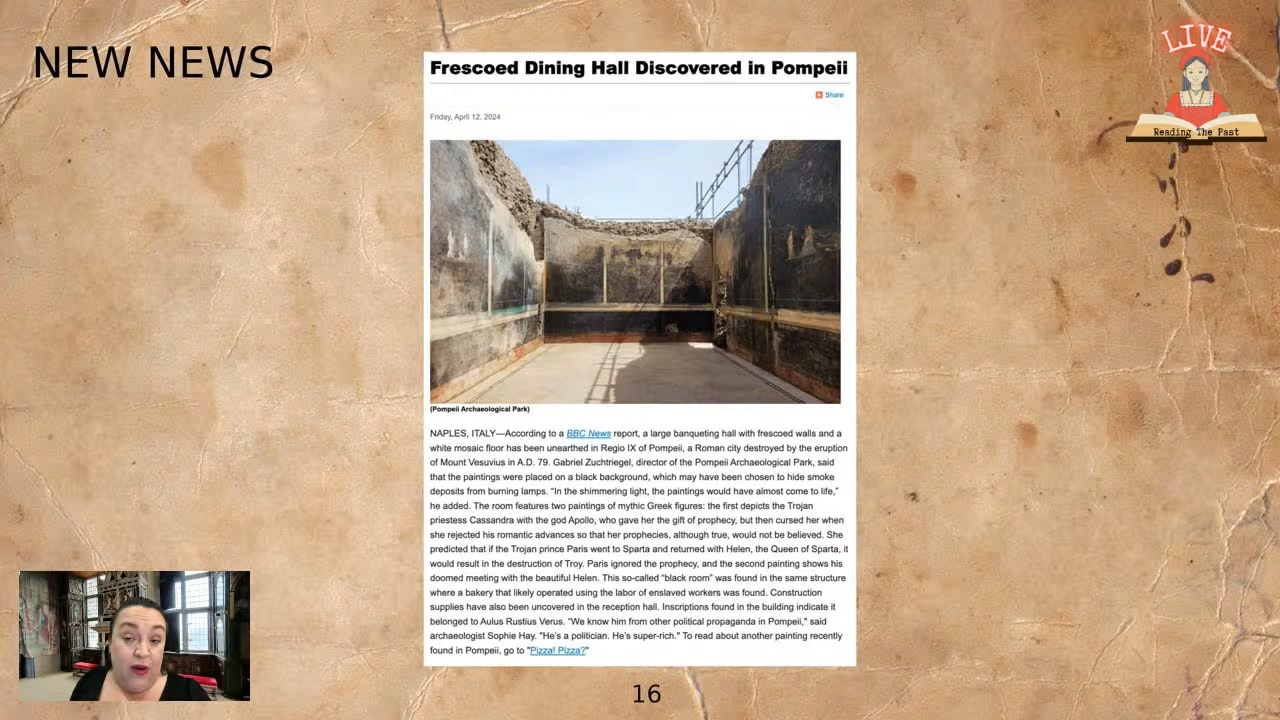 NEW NEWS
LIVE
Reading The Past
Frescoed Dining Hall Discovered in Pompeii
Share
Friday, April 12, 2024
(Pompeii Archaeological Park)
NAPLES, ITALY—According to a BBC News report, a large banqueting hall with frescoed walls and a
white mosaic floor has been unearthed in Regio IX of Pompeii, a Roman city destroyed by the eruption
of Mount Vesuvius in A.D. 79. Gabriel Zuchtriegel, director of the Pompeii Archaeological Park, said
that the paintings were placed on a black background, which may have been chosen to hide smoke
deposits from burning lamps. “In the shimmering light, the paintings would have almost come to life,”
he added. The room features two paintings of mythic Greek figures: the first depicts the Trojan
priestess Cassandra with the god Apollo, who gave her the gift of prophecy, but then cursed her when
she rejected his romantic advances so that her prophecies, although true, would not be believed. She
predicted that if the Trojan prince Paris went to Sparta and returned with Helen, the Queen of Sparta, it
would result in the destruction of Troy. Paris ignored the prophecy, and the second painting shows his
doomed meeting with the beautiful Helen. This so-called “black room” was found in the same structure
where a bakery that likely operated using the labor of enslaved workers was found. Construction
supplies have also been uncovered in the reception hall. Inscriptions found in the building indicate it
belonged to Aulus Rustius Verus. "We know him from other political propaganda in Pompeii," said
archaeologist Sophie Hay. "He's a politician. He's super-rich." To read about another painting recently
found in Pompeii, go to "Pizza! Pizza?"
16